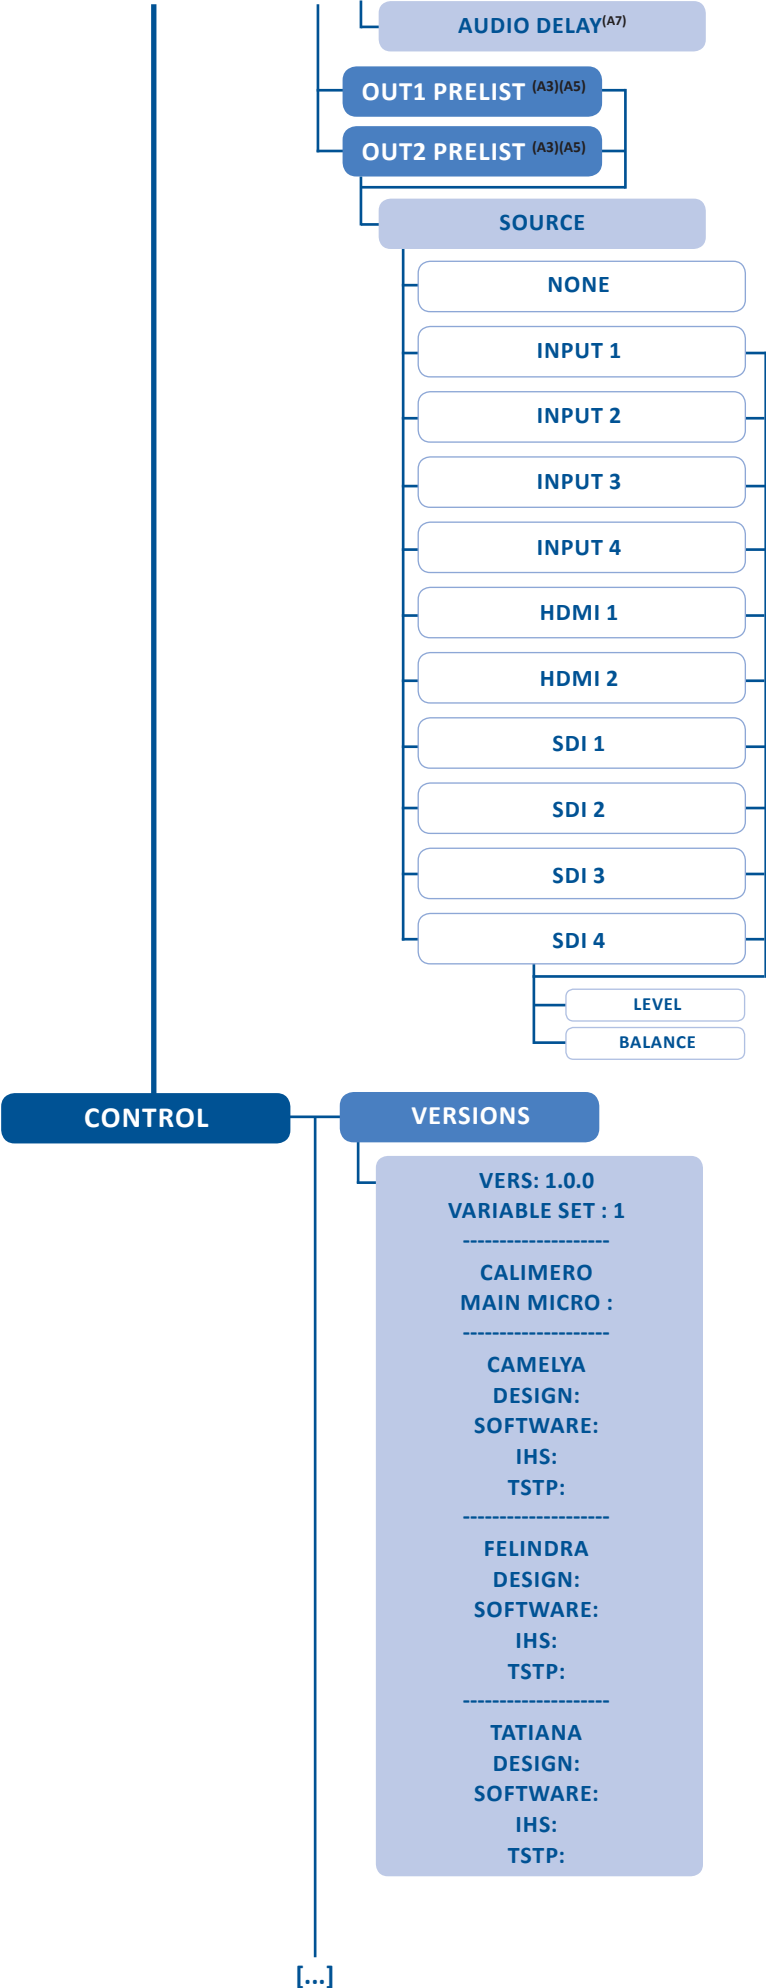 AUDIO DELAY(A7)
OUT1 PRELIST (A3)(A5)
OUT2 PRELIST (A3)(A5)
SOURCE
NONE
INPUT 1
INPUT 2
INPUT 3
INPUT 4
HDMI 1
HDMI 2
SDI 1
SDI 2
SDI 3
SDI 4
LEVEL
BALANCE
CONTROL
VERSIONS
VERS: 1.0.0
VARIABLE SET : 1
--------------------
CALIMERO
MAIN MICRO :
--------------------
CAMELYA
DESIGN:
SOFTWARE:
IHS:
TSTP:
--------------------
FELINDRA
DESIGN:
SOFTWARE:
IHS:
TSTP:
--------------------
TATIANA
DESIGN:
SOFTWARE:
IHS:
TSTP:
[...]